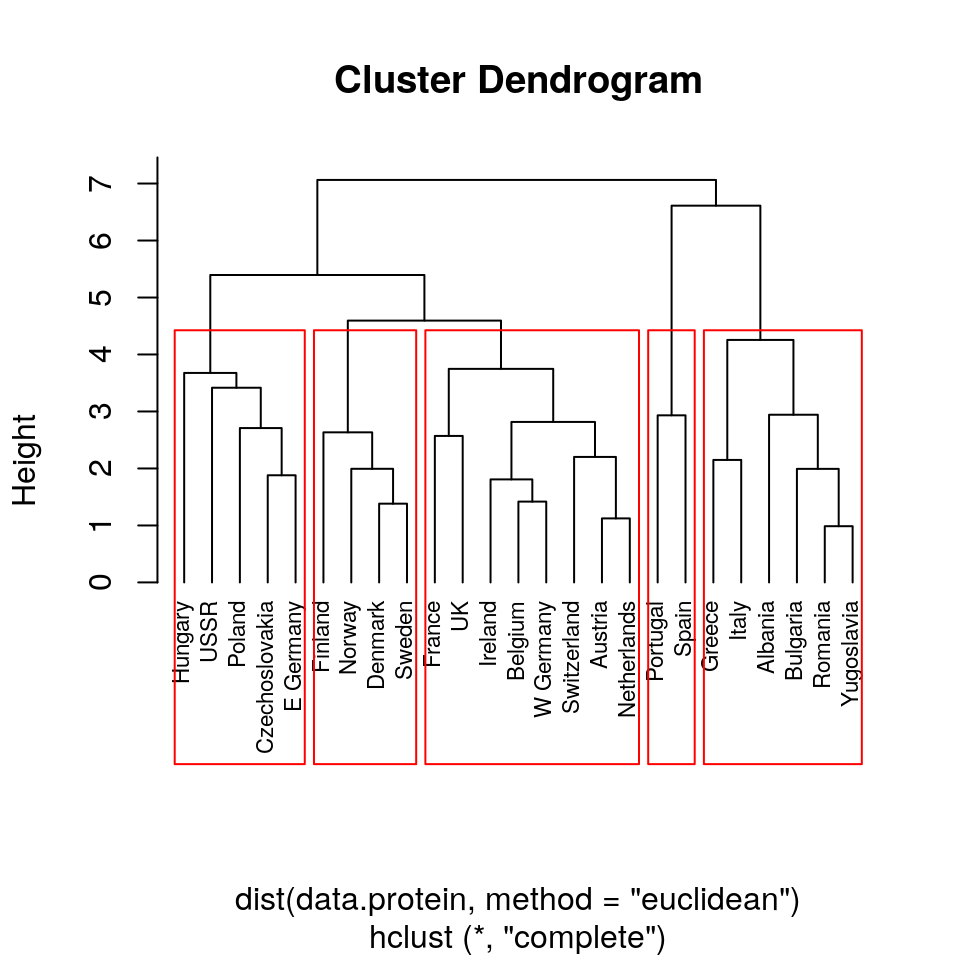 Cluster Dendrogram
Height
7
6
5
4
3
2
1
0
Hungary
USSR
Poland
Czechoslovakia
E Germany
Finland
Norway
Denmark
Sweden
France
UK
Ireland
Belgium
W Germany
Switzerland
Austria
Netherlands
Portugal
Spain
Greece
Italy
Albania
Bulgaria
Romania
Yugoslavia
dist(data.protein, method = "euclidean")
hclust (*, "complete")